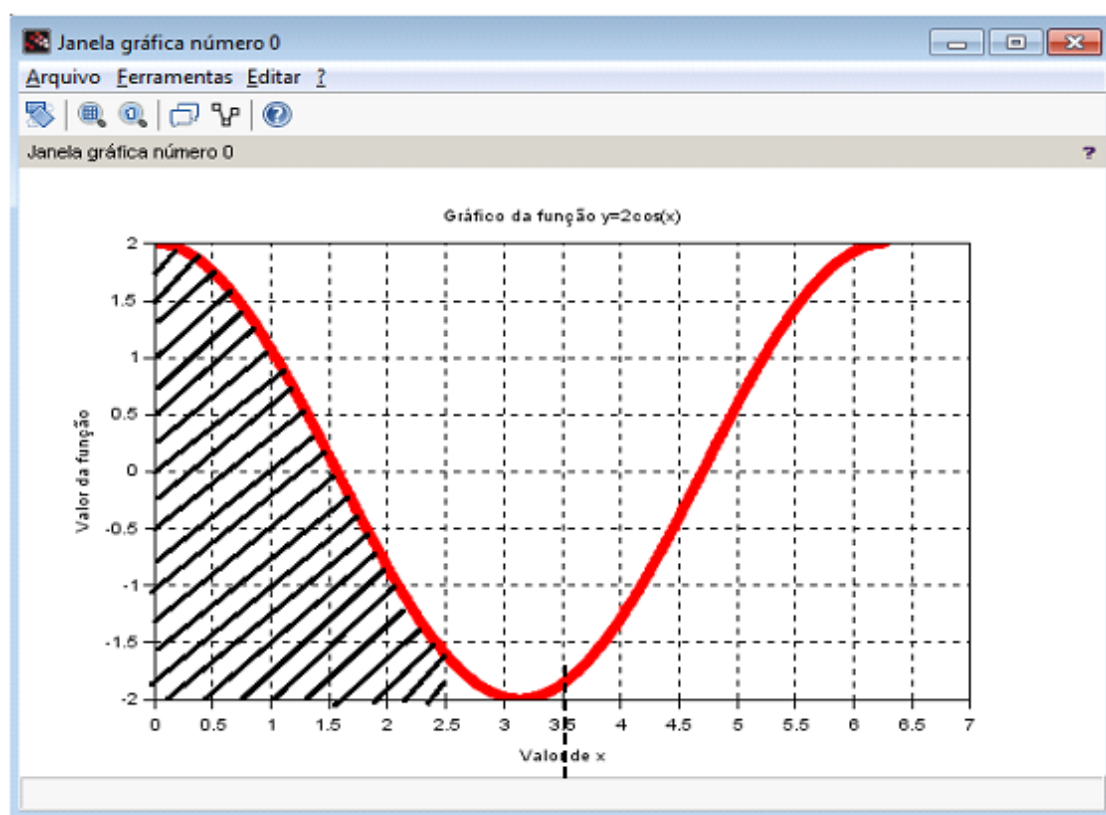 Janela gráfica número 0
Arquivo Ferramentas Editar ?
Janela gráfica número 0 ?
Gráfico da função y=2cos(x)
2
1.5
1
0.5
0
-0.5
-1
-1.5
-2
Valor da função
0 0.5 1 1.5 2 2.5 3 3.5 4 4.5 5 5.5 6 6.5 7
Valor de x